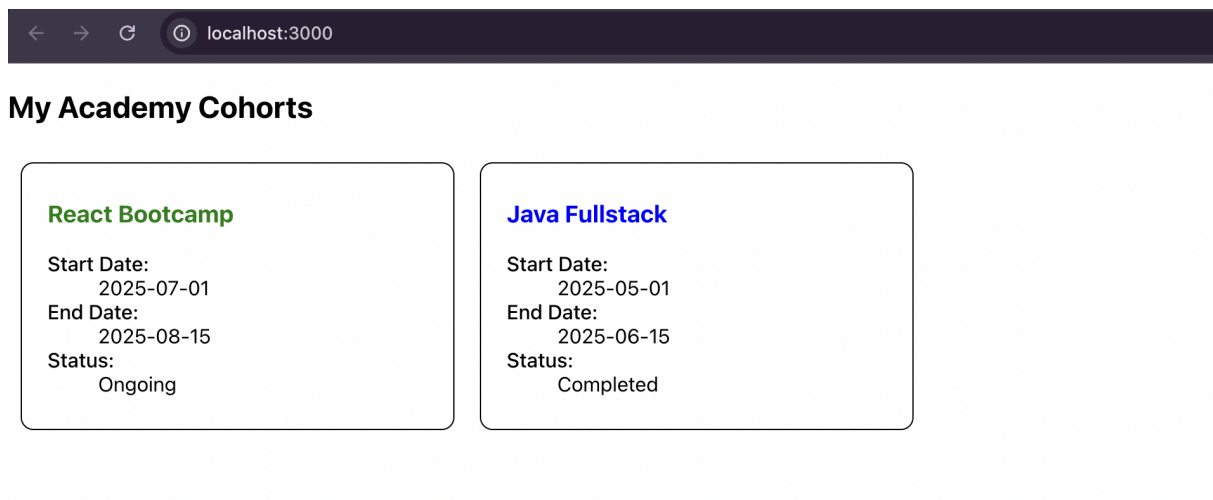 localhost:3000
My Academy Cohorts
React Bootcamp
Start Date:
2025-07-01
End Date:
2025-08-15
Status:
Ongoing
Java Fullstack
Start Date:
2025-05-01
End Date:
2025-06-15
Status:
Completed